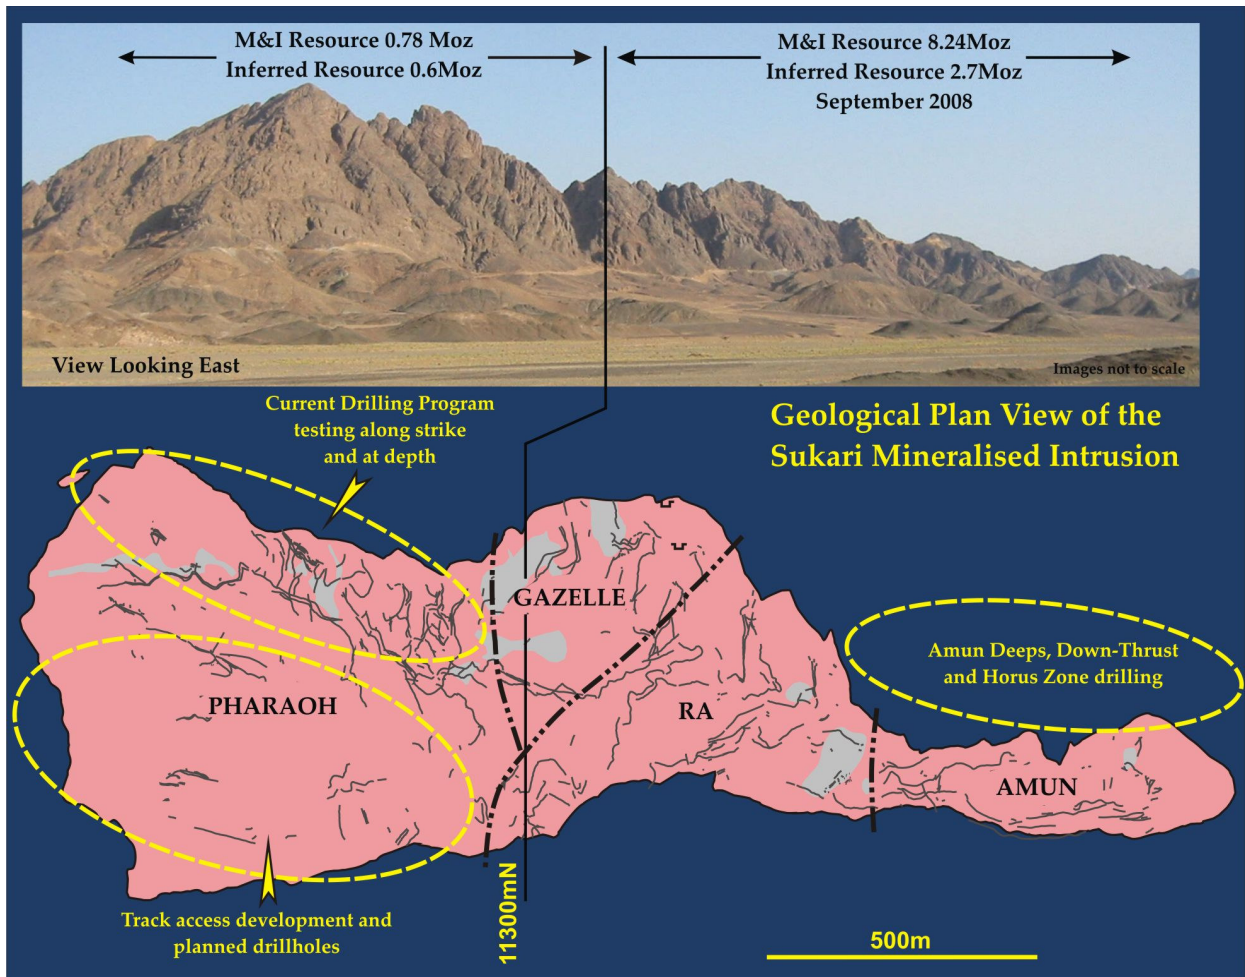 M&I Resource 0.78 Moz
Inferred Resource 0.6Moz
M&I Resource 8.24Moz
Inferred Resource 2.7Moz
September 2008
View Looking East
Images not to scale
Current Drilling Program
testing along strike
and at depth
Geological Plan View of the
Sukari Mineralised Intrusion
GAZELLE
Amun Deeps, Down-Thrust
and Horus Zone drilling
PHARAOH
RA
AMUN
11300mN
Track access development and
planned drillholes
500m